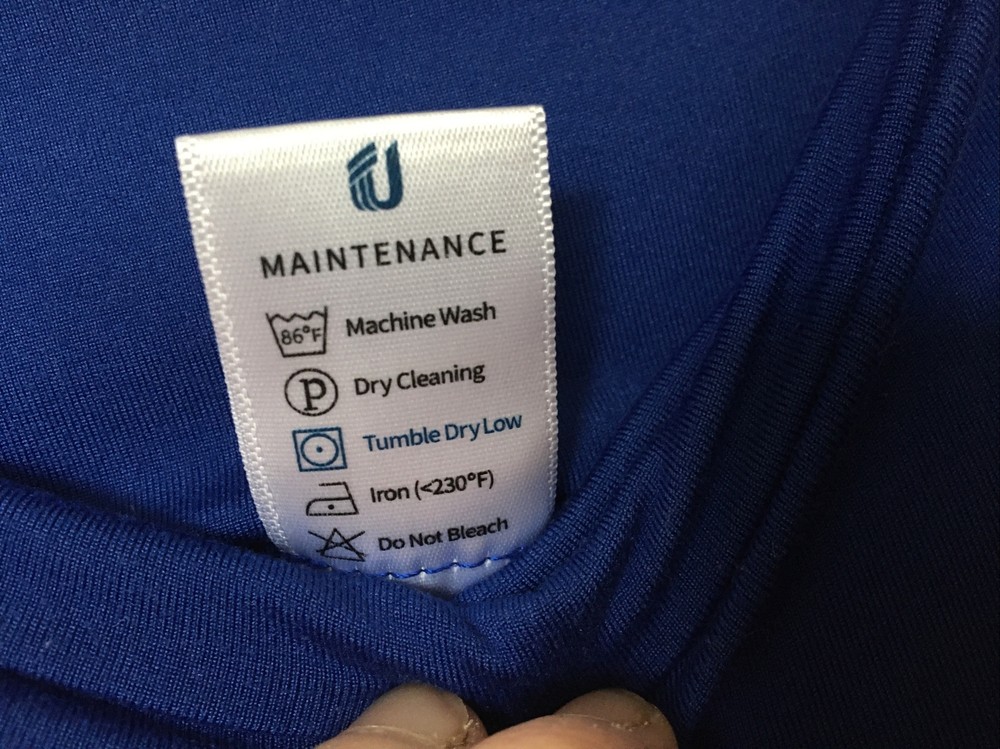 MAINTENANCE
86°F Machine Wash
P Dry Cleaning
Tumble Dry Low
Iron (<230°F)
Do Not Bleach